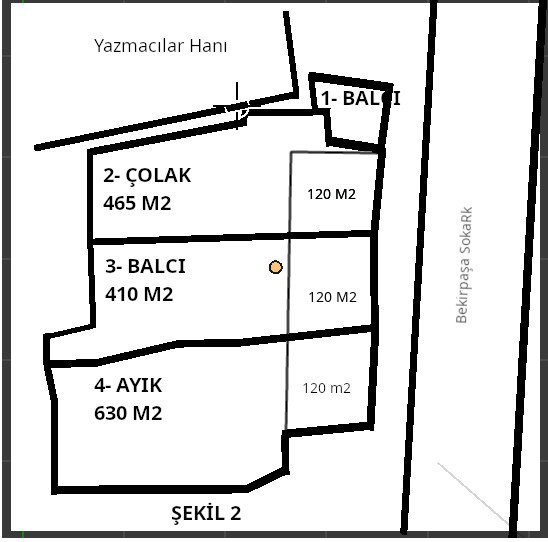 Yazmacılar Hanı
1- BALCI
2- ÇOLAK
465 M2
120 M2
3- BALCI
410 M2
120 M2
Bekirpaşa SokaRk
4- AYIK
630 M2
120 m2
ŞEKİL 2